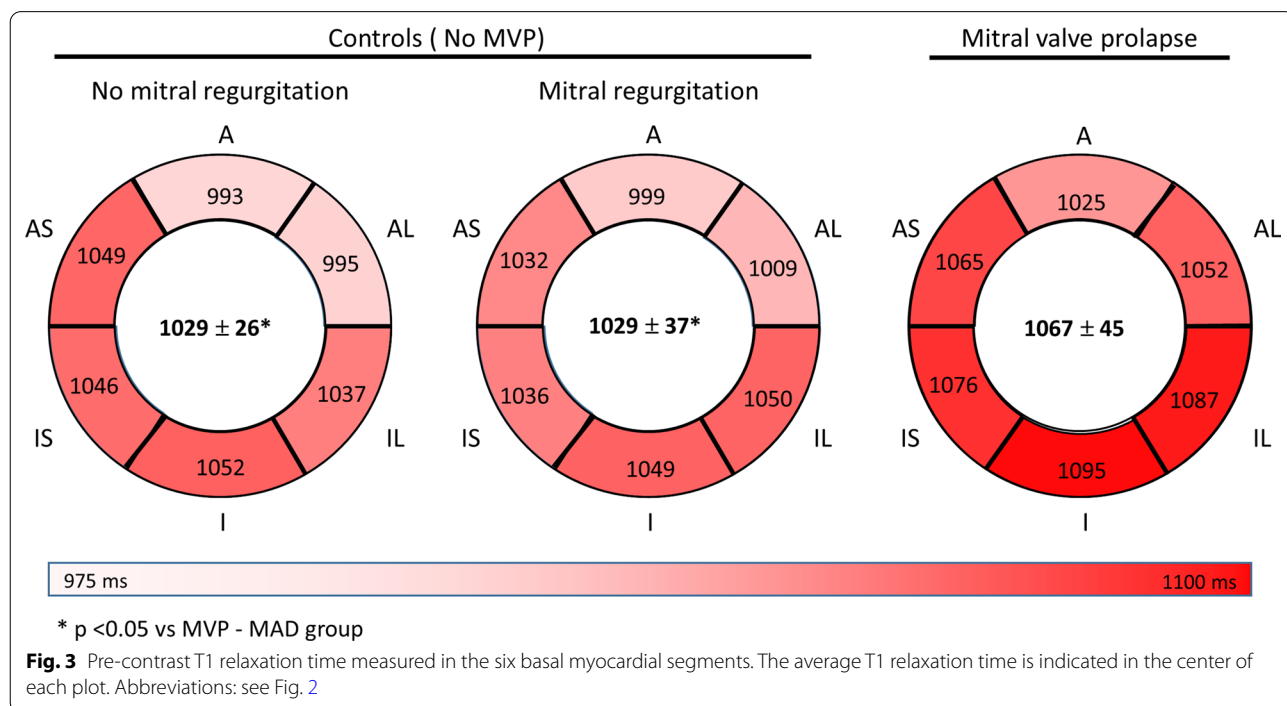 Controls ( No MVP)
Mitral valve prolapse
No mitral regurgitation
Mitral regurgitation
A
A
993
999
1025
AS
AL
AS
AL
AS
AL
1049
995
1032
1009
1065
1052
1029 ± 26*
1029 ± 37*
1067 ± 45
1046
1037
1036
1050
1076
1087
IS
IL
IS
IL
IS
IL
1052
1049
1095
I
I
I
975 ms
1100 ms
* p <0.05 vs MVP - MAD group
Fig. 3 Pre-contrast T1 relaxation time measured in the six basal myocardial segments. The average T1 relaxation time is indicated in the center of
each plot. Abbreviations: see Fig. 2